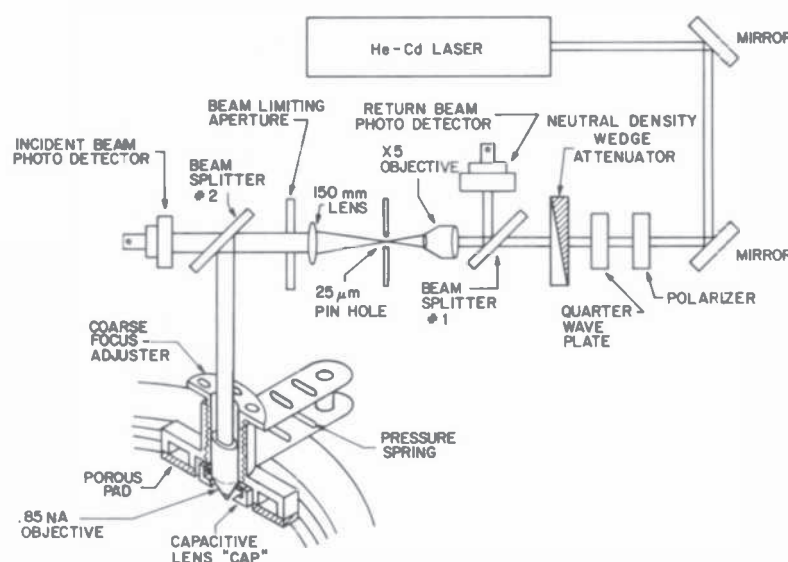 He-Cd LASER
MIRROR
BEAM LIMITING
APERTURE
RETURN BEAM
PHOTO DETECTOR
NEUTRAL DENSITY
WEDGE
ATTENUATOR
INCIDENT BEAM
PHOTO DETECTOR
X5
OBJECTIVE
BEAM
SPLITTER
#2
150 mm
LENS
MIRROR
25 µm
PIN HOLE
BEAM
SPLITTER
#1
POLARIZER
QUARTER
WAVE
PLATE
COARSE
FOCUS-
ADJUSTER
PRESSURE
SPRING
POROUS
PAD
.85 NA
OBJECTIVE
CAPACITIVE
LENS "CAP"